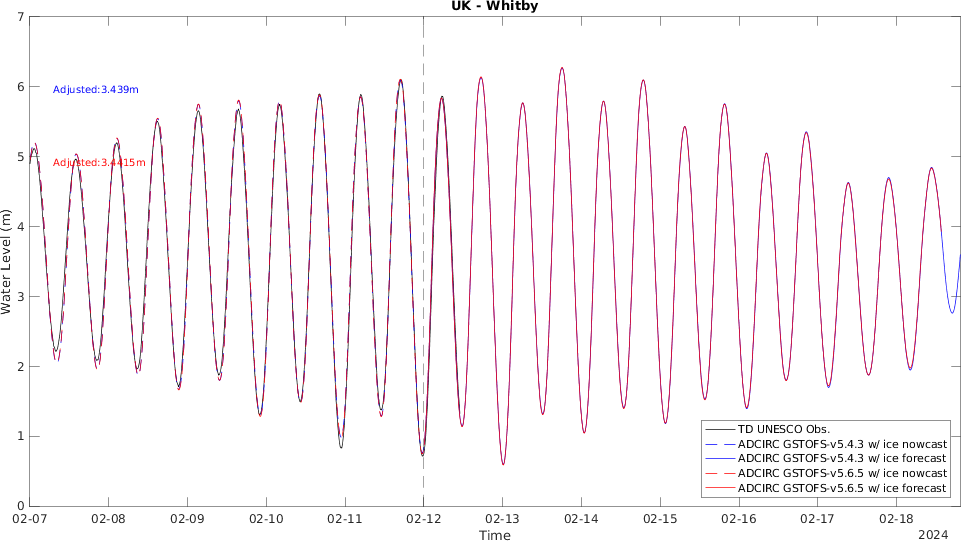 UK - Whitby
7
6
5
4
3
2
1
0
Water Level (m)
Adjusted:3.439m
Adjusted:3.4415m
TD UNESCO Obs.
ADCIRC GSTOFS-v5.4.3 w/ ice nowcast
ADCIRC GSTOFS-v5.4.3 w/ ice forecast
ADCIRC GSTOFS-v5.6.5 w/ ice nowcast
ADCIRC GSTOFS-v5.6.5 w/ ice forecast
02-07 02-08 02-09 02-10 02-11 02-12 02-13 02-14 02-15 02-16 02-17 02-18
Time
2024